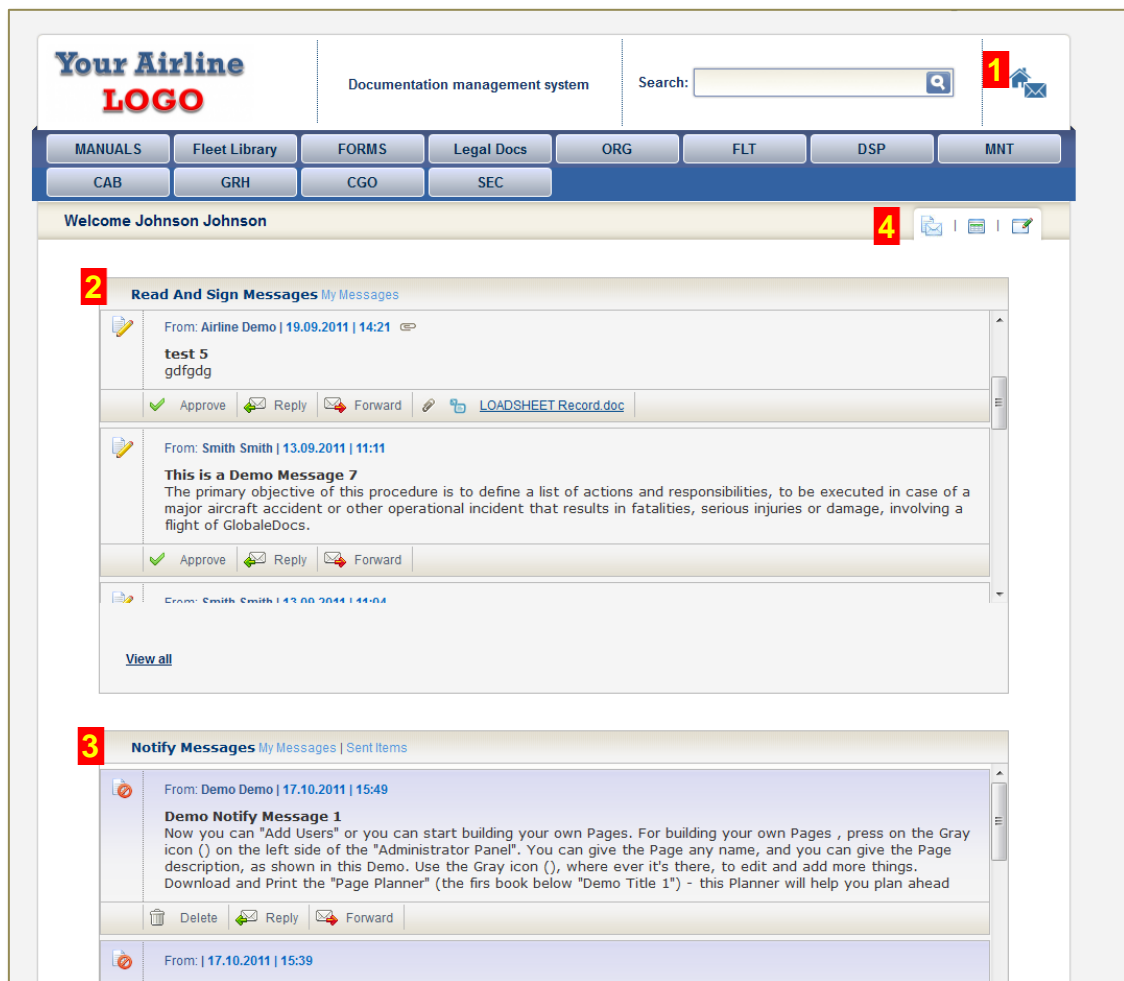 Your Airline
LOGO
Documentation management system
Search:
1
MANUALS Fleet Library FORMS Legal Docs ORG FLT DSP MNT
CAB GRH CGO SEC
Welcome Johnson Johnson
4
2
Read And Sign Messages My Messages
From: Airline Demo | 19.09.2011 | 14:21
test 5
gdfgdg
Approve Reply Forward LOADSHEET Record.doc
From: Smith Smith | 13.09.2011 | 11:11
This is a Demo Message 7
The primary objective of this procedure is to define a list of actions and responsibilities, to be executed in case of a
major aircraft accident or other operational incident that results in fatalities, serious injuries or damage, involving a
flight of GlobaleDocs.
Approve Reply Forward
From: Smith Smith | 13.09.2011 | 11:04
View all
3
Notify Messages My Messages | Sent Items
From: Demo Demo | 17.10.2011 | 15:49
Demo Notify Message 1
Now you can "Add Users" or you can start building your own Pages. For building your own Pages , press on the Gray
icon () on the left side of the "Administrator Panel". You can give the Page any name, and you can give the Page
description, as shown in this Demo. Use the Gray icon (), where ever it's there, to edit and add more things.
Download and Print the "Page Planner" (the firs book below "Demo Title 1") - this Planner will help you plan ahead
Delete Reply Forward
From: | 17.10.2011 | 15:39